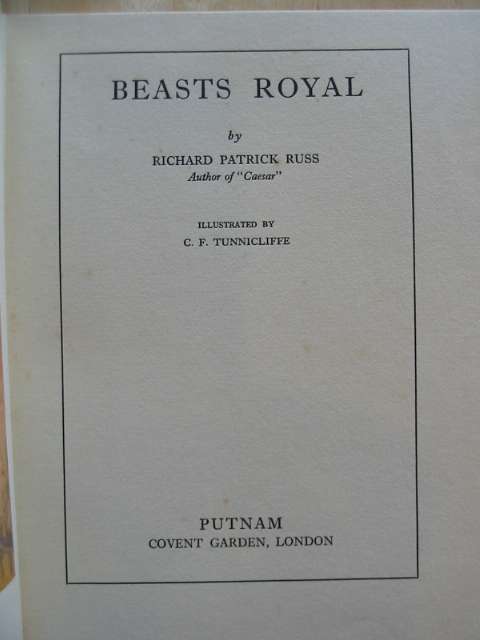 BEASTS ROYAL
by
RICHARD PATRICK RUSS
Author of "Caesar"
ILLUSTRATED BY
C. F. TUNNICLIFFE
PUTNAM
COVENT GARDEN, LONDON